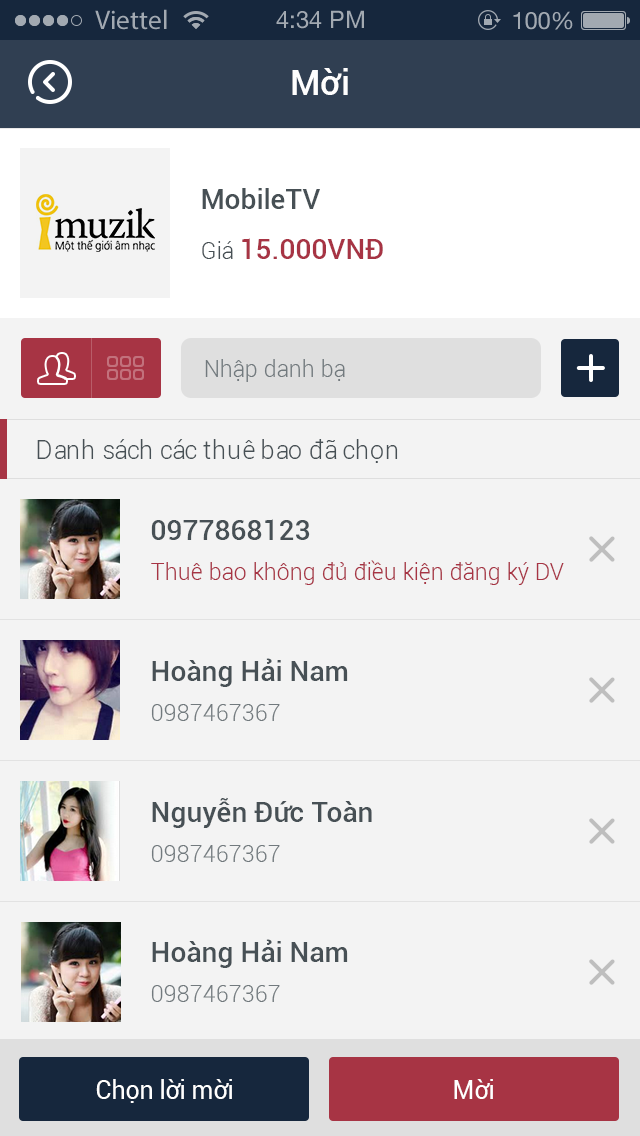 Viettel 4:34 PM 100%
Mời
imuzik
Một thế giới âm nhạc
MobileTV
Giá 15.000VNĐ
Nhập danh bạ
Danh sách các thuê bao đã chọn
0977868123
Thuê bao không đủ điều kiện đăng ký DV
Hoàng Hải Nam
0987467367
Nguyễn Đức Toàn
0987467367
Hoàng Hải Nam
0987467367
Chọn lời mời Mời